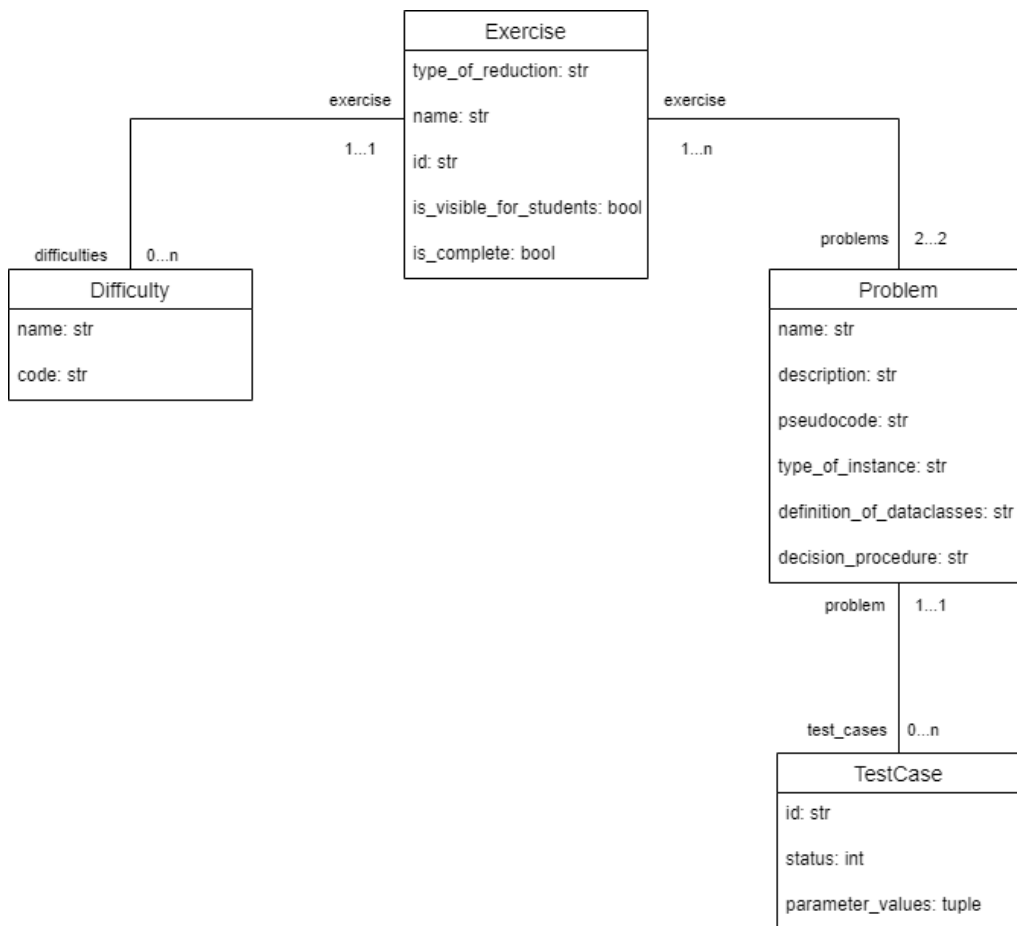 Exercise
type_of_reduction: str
name: str
id: str
is_visible_for_students: bool
is_complete: bool
exercise
1...1
exercise
1...n
difficulties
0...n
problems
2...2
Difficulty
name: str
code: str
Problem
name: str
description: str
pseudocode: str
type_of_instance: str
definition_of_dataclasses: str
decision_procedure: str
problem
1...1
test_cases
0...n
TestCase
id: str
status: int
parameter_values: tuple